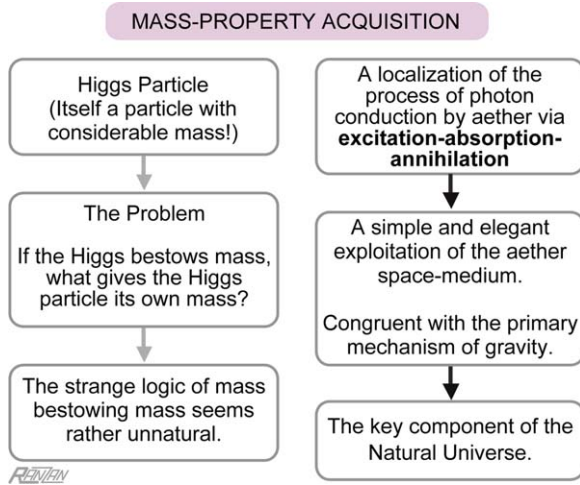 MASS-PROPERTY ACQUISITION
Higgs Particle
(Itself a particle with
considerable mass!)
The Problem
If the Higgs bestows mass,
what gives the Higgs
particle its own mass?
The strange logic of mass
bestowing mass seems
rather unnatural.
A localization of the
process of photon
conduction by aether via
excitation-absorption-
annihilation
A simple and elegant
exploitation of the aether
space-medium.
Congruent with the primary
mechanism of gravity.
The key component of the
Natural Universe.
RANZAN